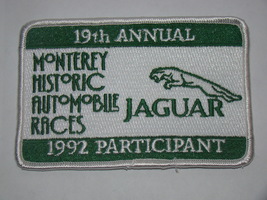 19th ANNUAL
MONTEREY
HISTORIC
AUTOMOBILE
RACES
JAGUAR
1992 PARTICIPANT